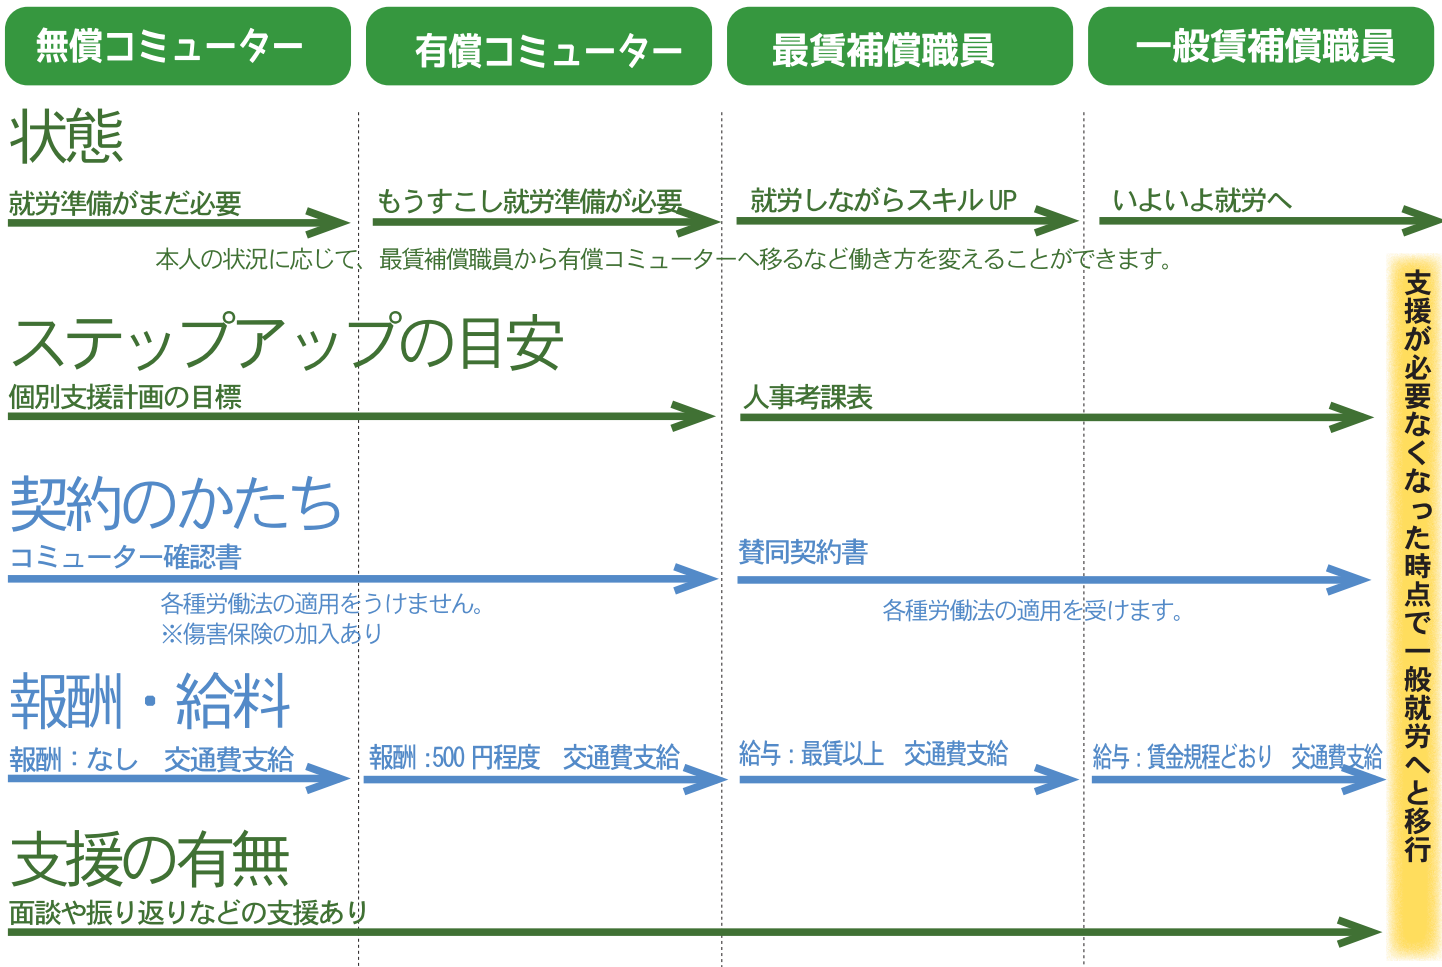 無償コミューター
有償コミューター
最賃補償職員
一般賃補償職員
状態
就労準備がまだ必要
もうすこし就労準備が必要
就労しながらスキル UP
いよいよ就労へ
本人の状況に応じて、最賃補償職員から有償コミューターへ移るなど働き方を変えることができます。
ステップアップの目安
個別支援計画の目標
人事考課表
契約のかたち
コミューター確認書
賛同契約書
各種労働法の適用をうけません。
※傷害保険の加入あり
各種労働法の適用を受けます。
報酬・給料
報酬：なし　交通費支給
報酬 :500 円程度　交通費支給
給与：最賃以上　交通費支給
給与：賃金規程どおり　交通費支給
支援の有無
面談や振り返りなどの支援あり
支援が必要なくなった時点で一般就労へと移行